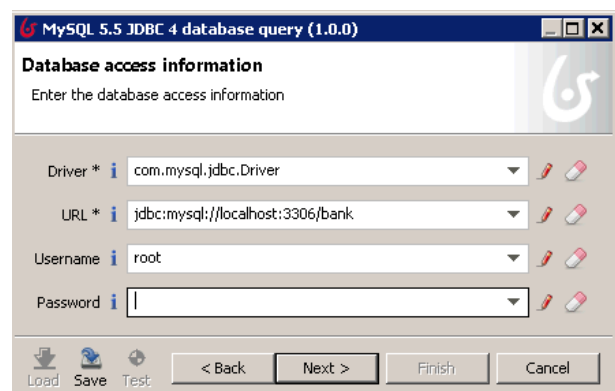 MySQL 5.5 JDBC 4 database query (1.0.0)
Database access information
Enter the database access information
Driver * i com.mysql.jdbc.Driver
URL * i jdbc:mysql://localhost:3306/bank
Username i root
Password i
Load Save Test < Back Next > Finish Cancel